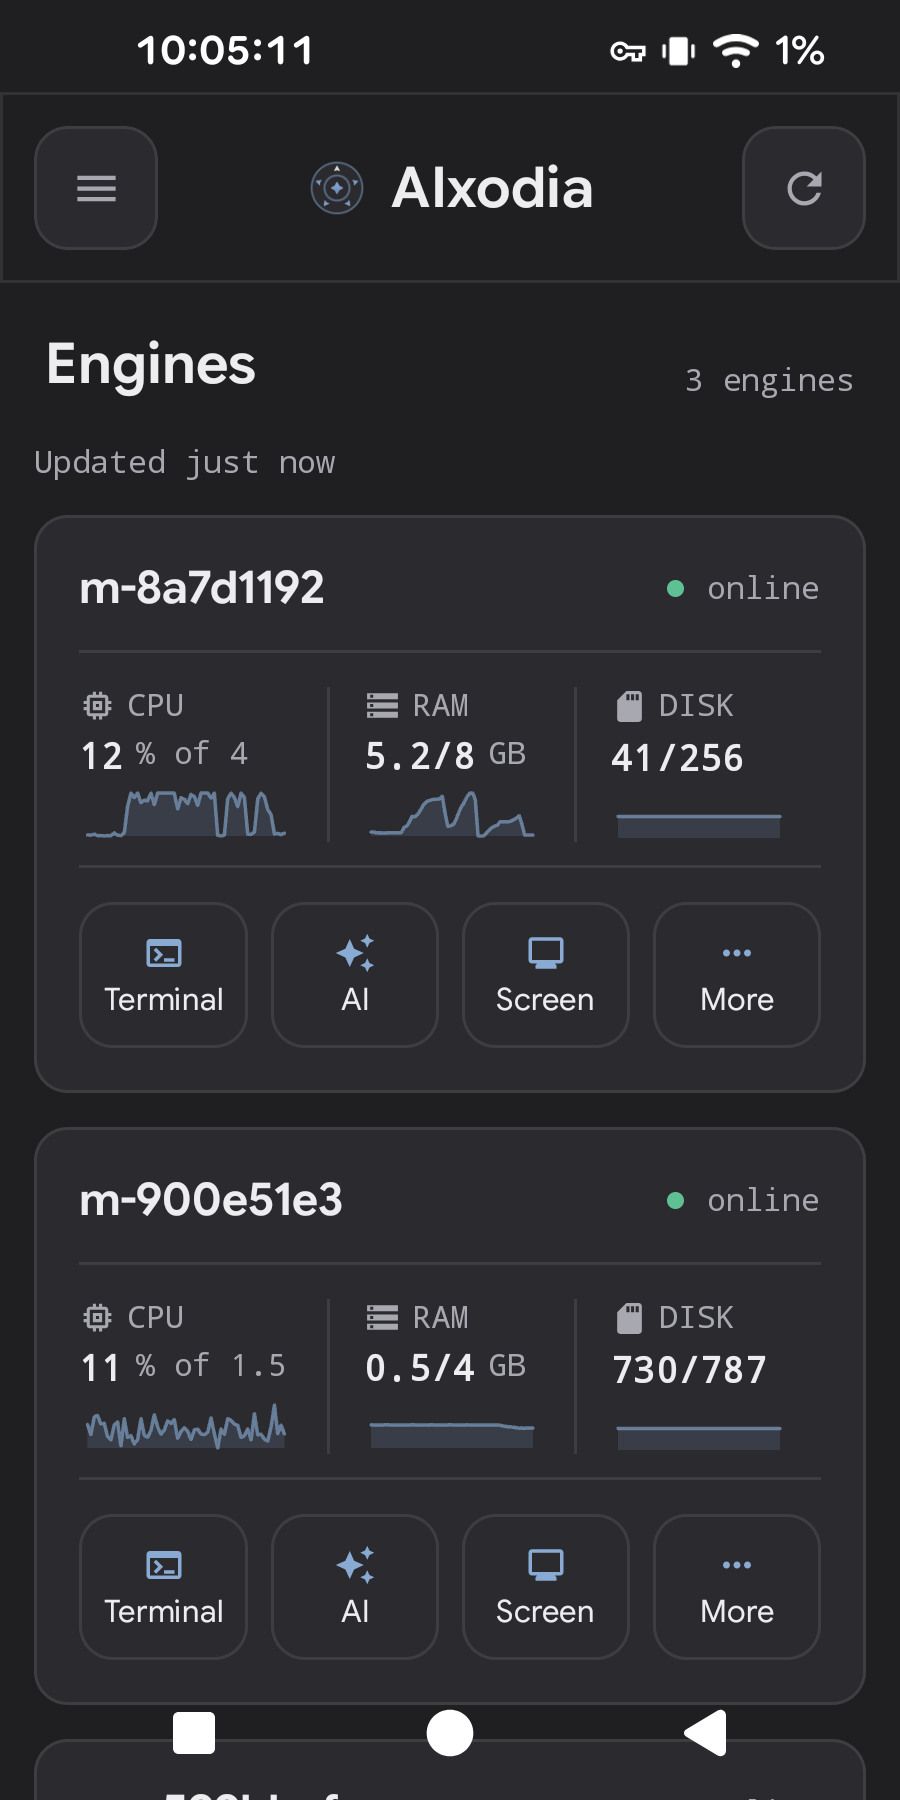 10:05:11 1%
Alxodia
Engines
3 engines
Updated just now
m-8a7d1192 online
CPU RAM DISK
12 % of 4 5.2/8 GB 41/256
Terminal AI Screen More
m-900e51e3 online
CPU RAM DISK
11 % of 1.5 0.5/4 GB 730/787
Terminal AI Screen More